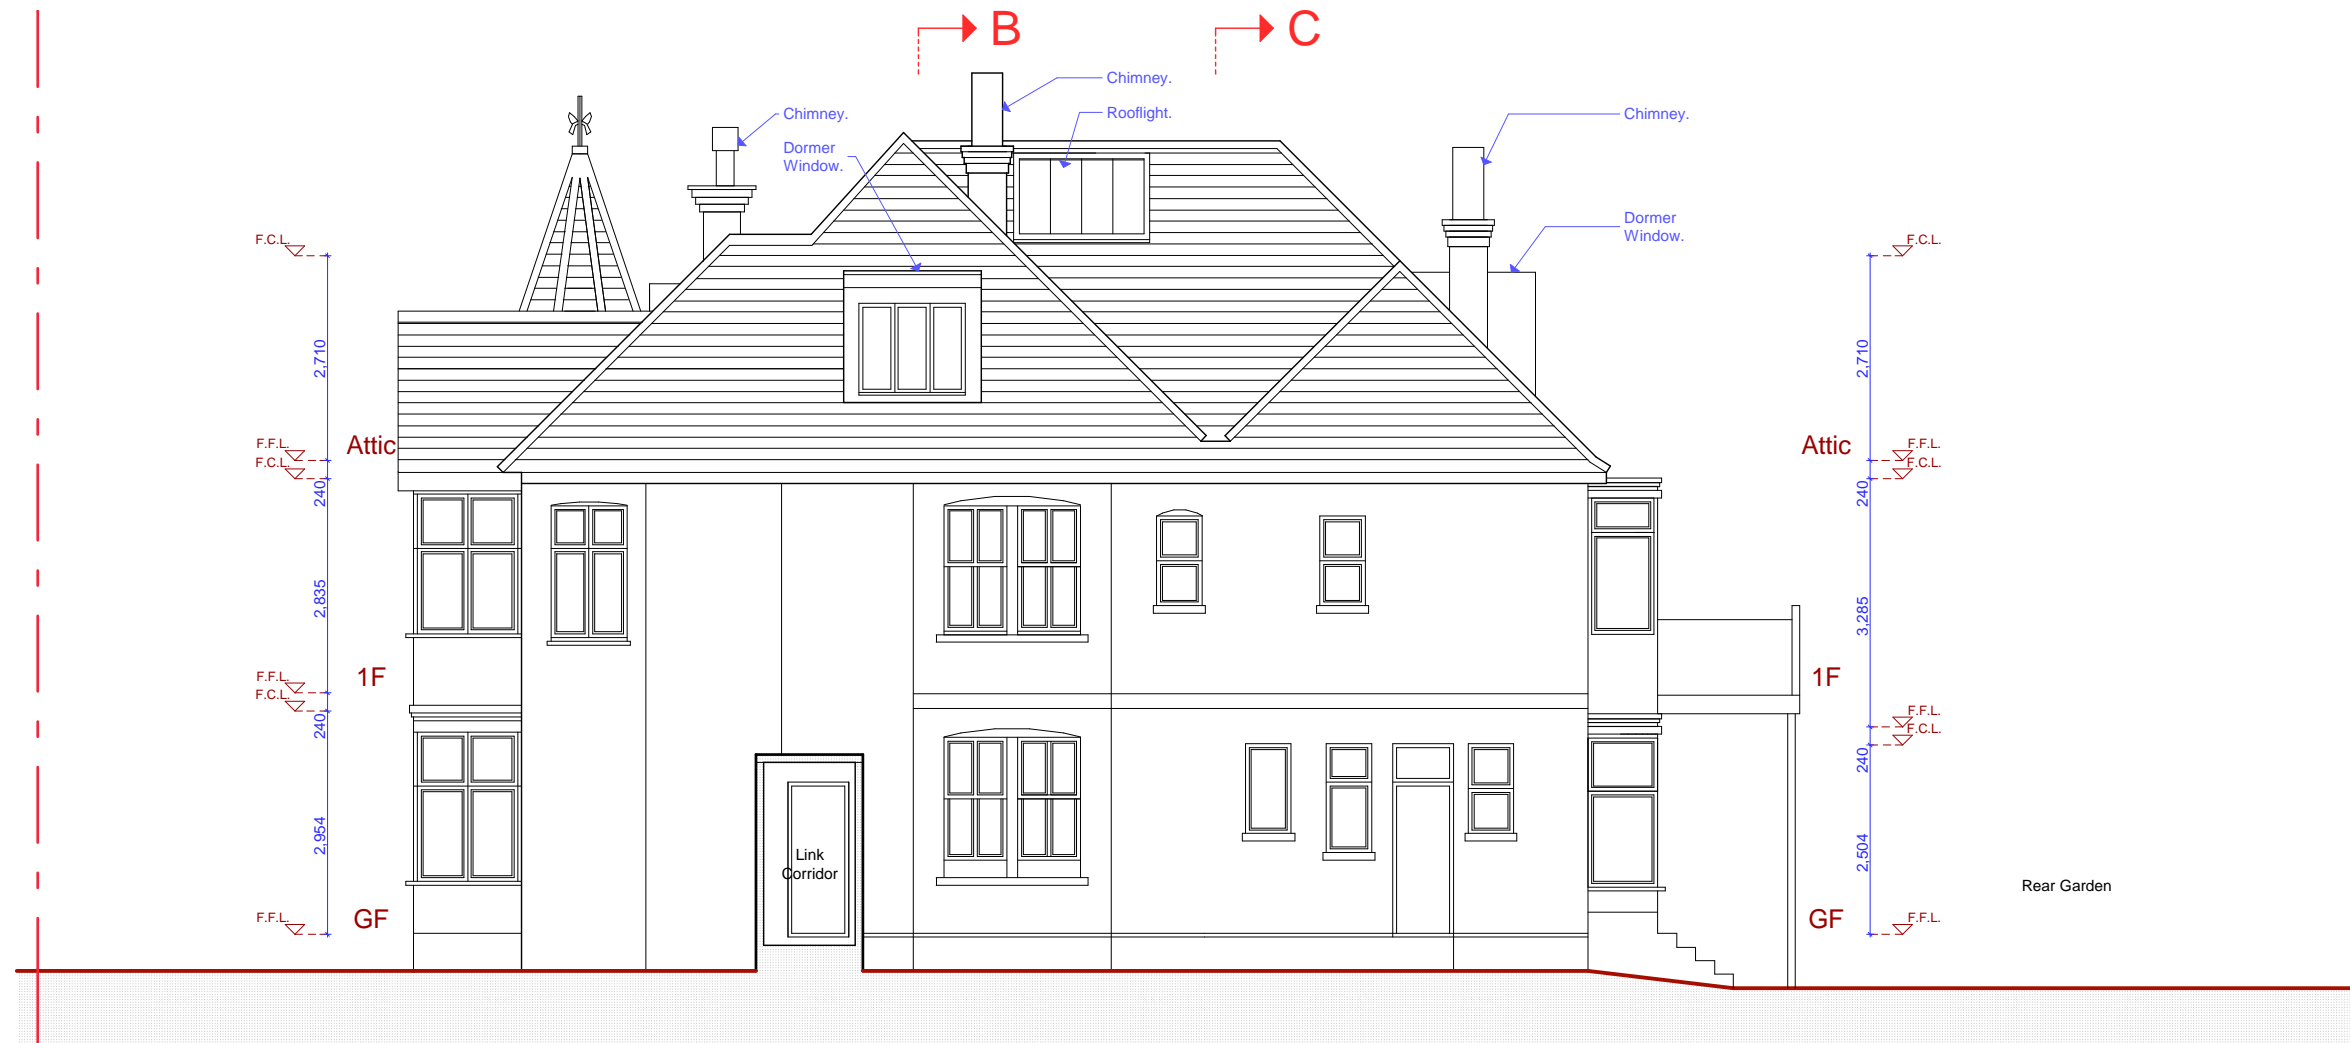 B
C
Chimney.
Rooflight.
Chimney.
Dormer
Window.
Chimney.
Dormer
Window.
F.C.L.
2,710
Attic
F.F.L.
F.C.L.
240
2,835
1F
F.F.L.
F.C.L.
240
2,954
GF
F.F.L.
Link
Corridor
F.C.L.
2,710
Attic
F.F.L.
F.C.L.
240
3,285
1F
F.F.L.
F.C.L.
240
2,504
GF
F.F.L.
Rear Garden